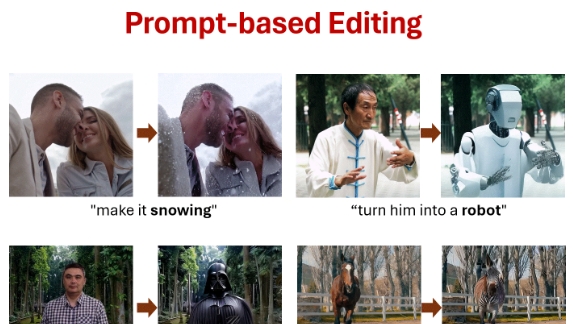 Prompt-based Editing
"make it snowing"
“turn him into a robot"